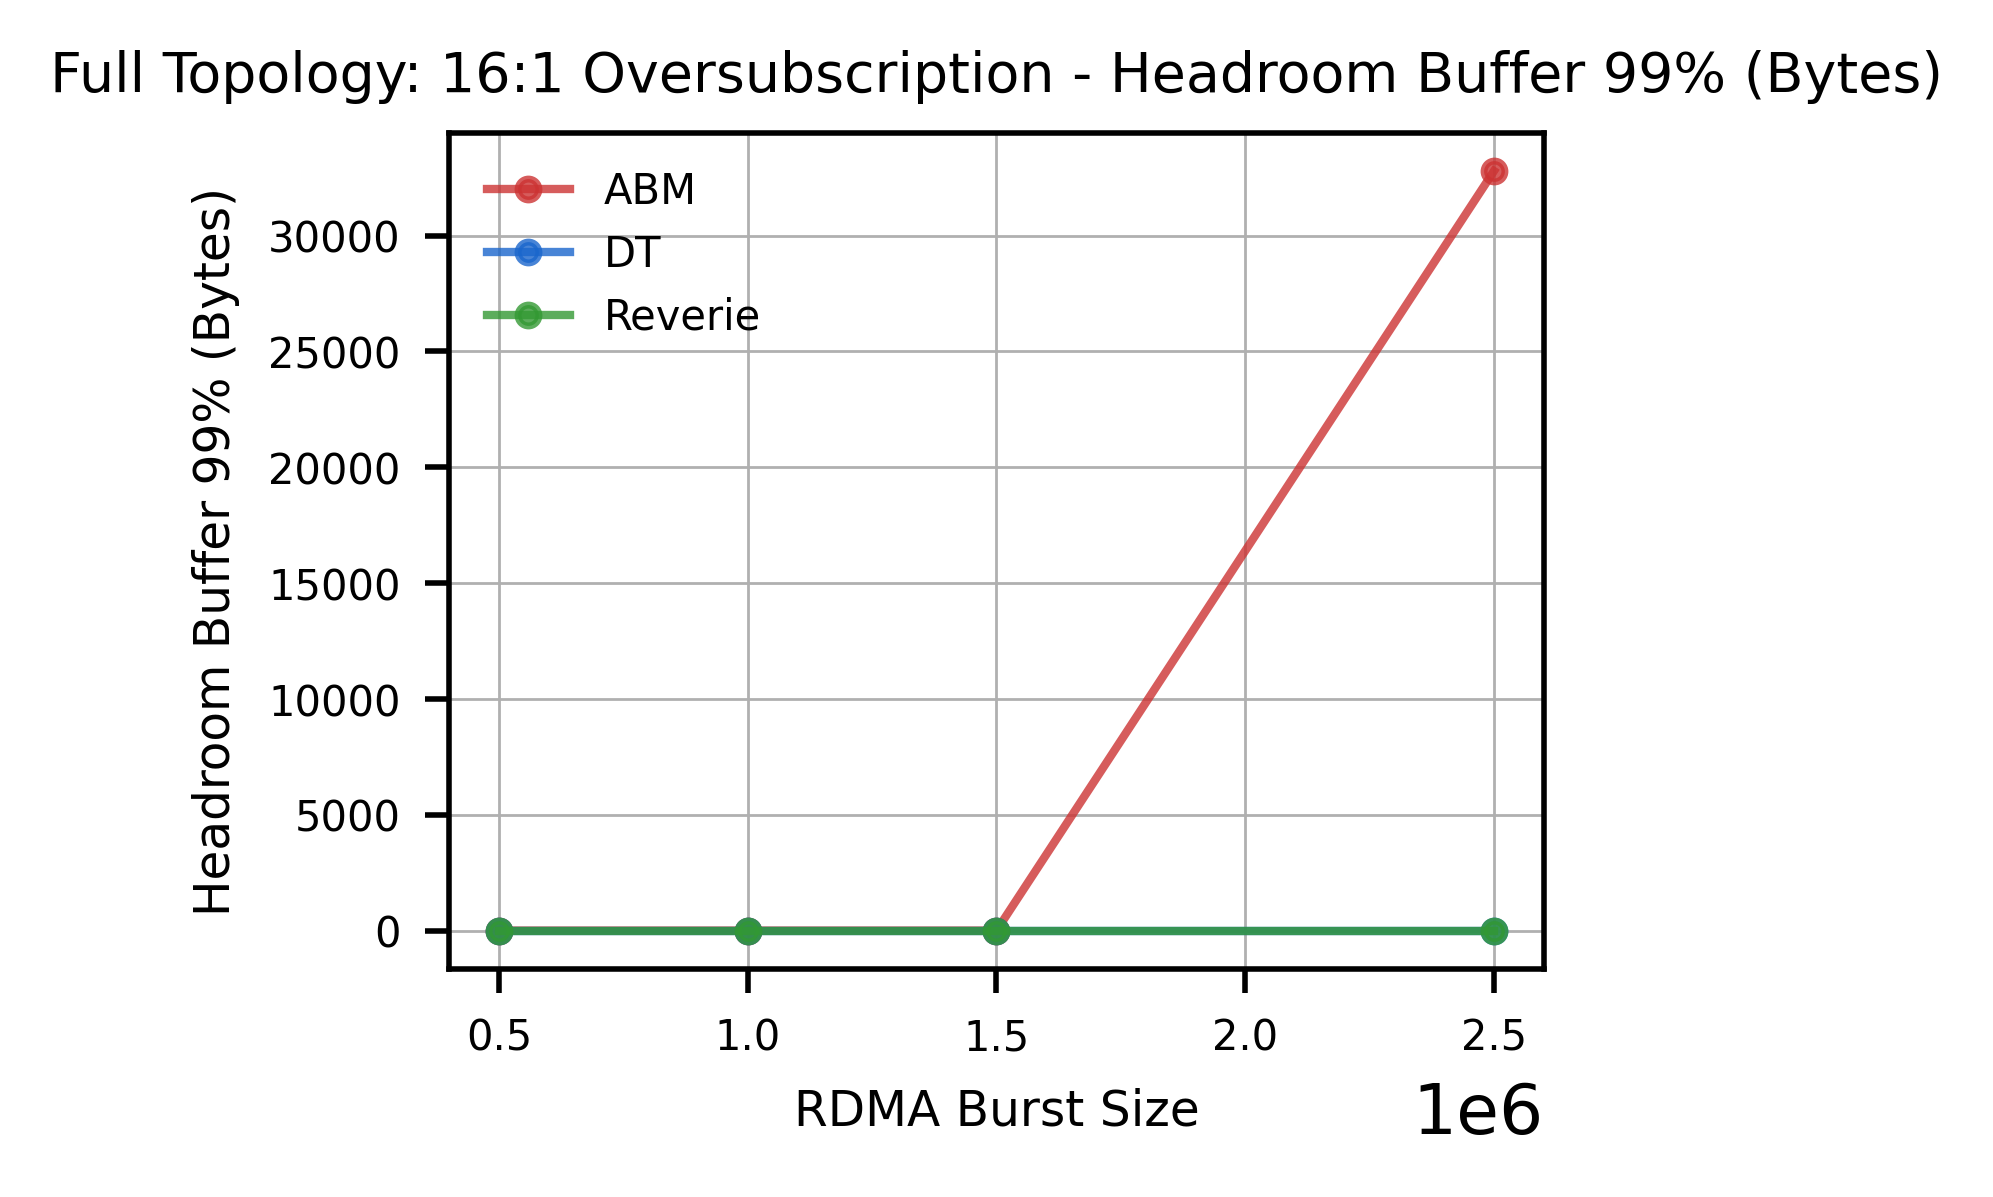 Full Topology: 16:1 Oversubscription - Headroom Buffer 99% (Bytes)
Headroom Buffer 99% (Bytes)
ABM
DT
Reverie
30000
25000
20000
15000
10000
5000
0
0.5 1.0 1.5 2.0 2.5
RDMA Burst Size
1e6